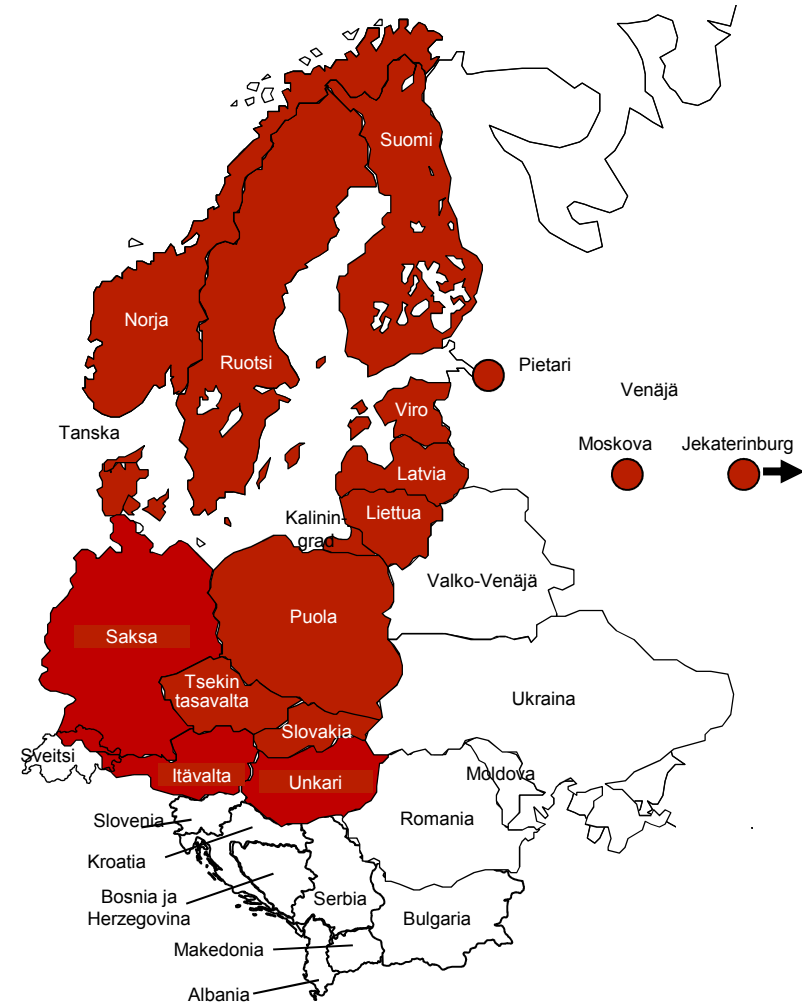 Suomi
Norja
Ruotsi
Pietari
Venäjä
Viro
Tanska
Moskova
Jekaterinburg
Latvia
Liettua
Kalinin-
grad
Valko-Venäjä
Puola
Saksa
Tsekin
tasavalta
Ukraina
Slovakia
Sveitsi
Itävalta
Unkari
Moldova
Slovenia
Romania
Kroatia
Bosnia ja
Herzegovina
Serbia
Bulgaria
Makedonia
Albania